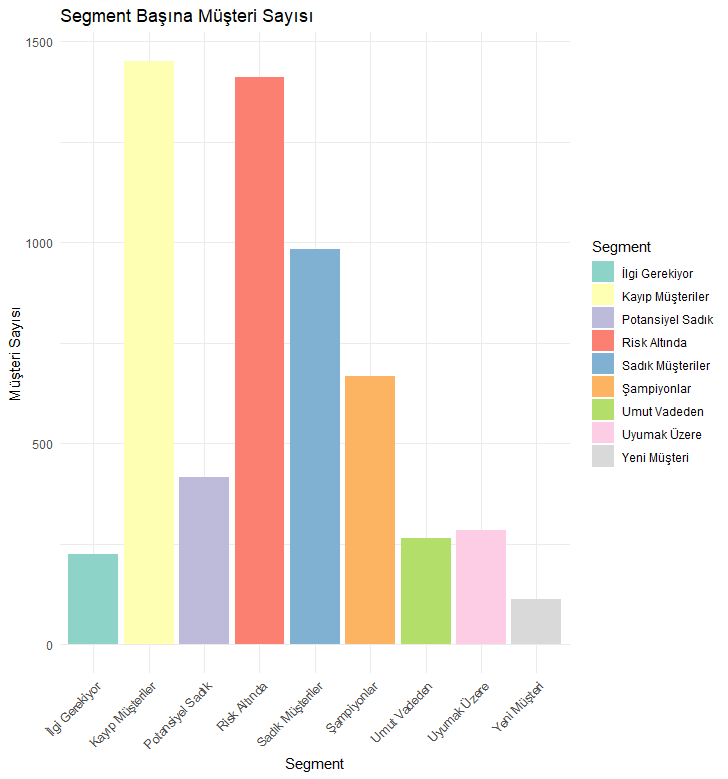 Segment Başına Müşteri Sayısı
Müşteri Sayısı
1500
1000
500
0
İlgi Gerekiyor
Kayıp Müşteriler
Potansiyel Sadık
Risk Altında
Sadık Müşteriler
Şampiyonlar
Umut Vadeden
Uyumak Üzere
Yeni Müşteri
Segment
Segment
İlgi Gerekiyor
Kayıp Müşteriler
Potansiyel Sadık
Risk Altında
Sadık Müşteriler
Şampiyonlar
Umut Vadeden
Uyumak Üzere
Yeni Müşteri